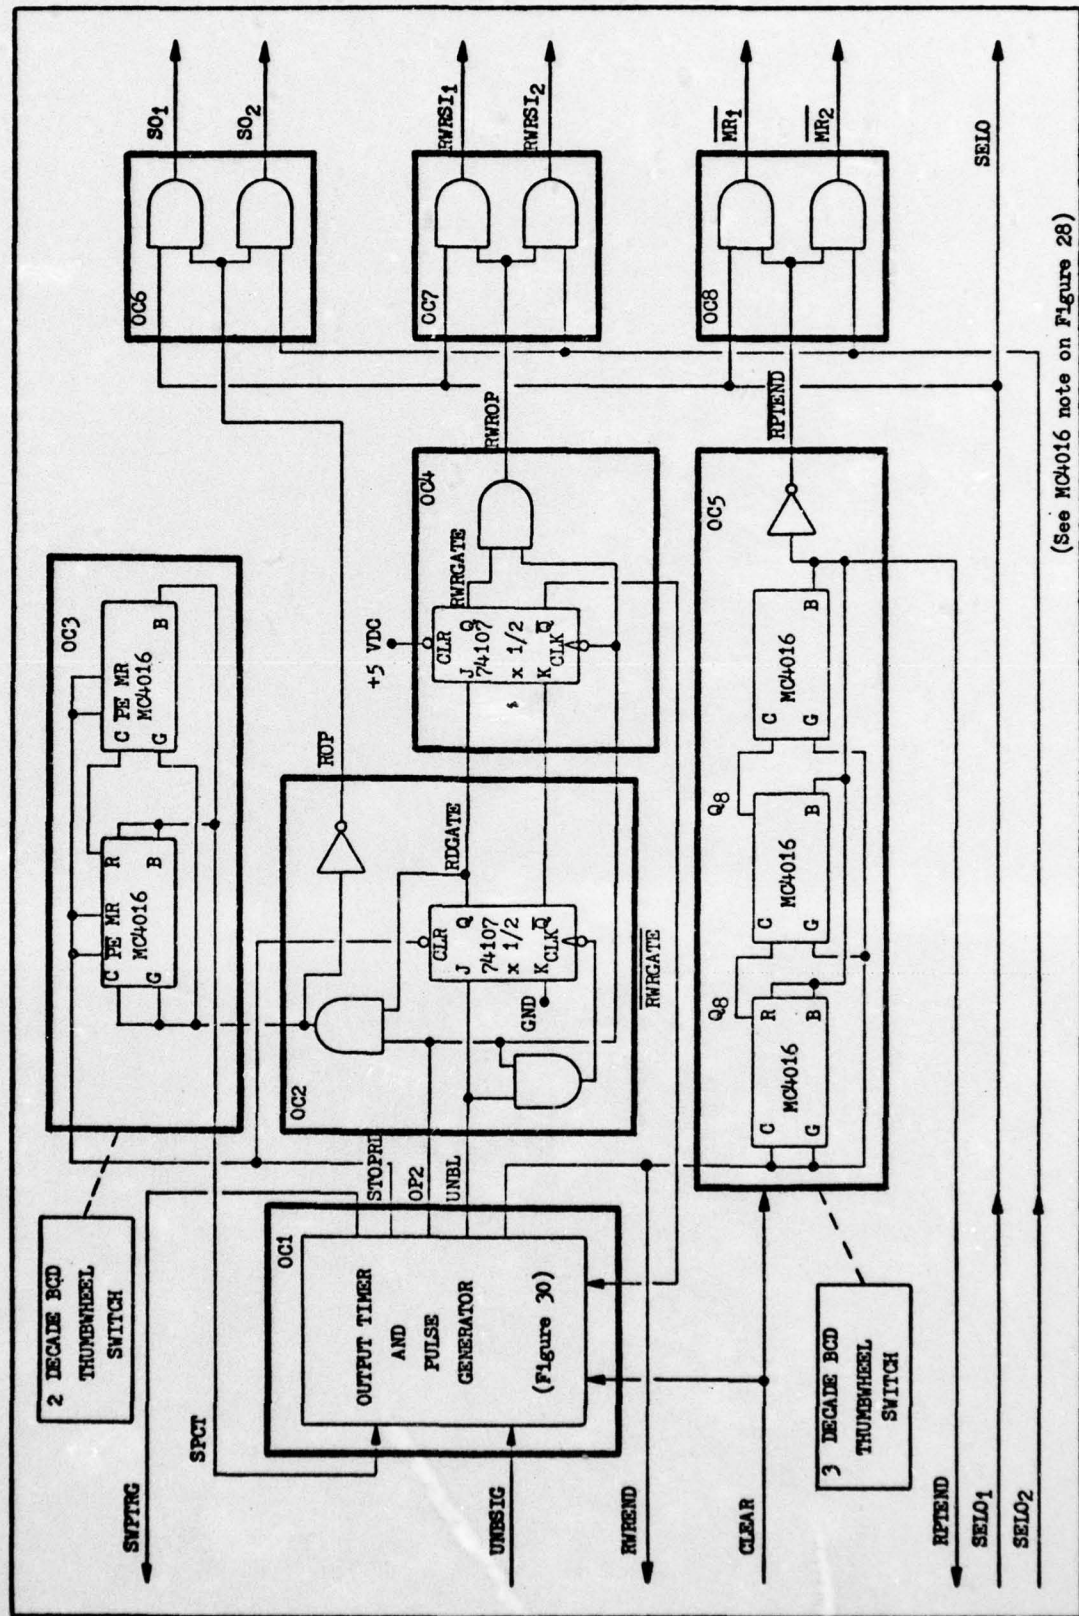 SO1
SO2
RWRSI1
RWRSI2
MR1
MR2
SELO
OC6
OC7
OC8
RWROP
RPTEND
OC3
C PE MR
MC4016
G
B
C PE MR
MC4016
G
R
B
OC4
RWRGATE
+5 VDC
CLR
J Q
74107
x 1/2
K CLK Q
OC5
MC4016
C
G
B
Q8
MC4016
C
G
B
Q8
MC4016
C
G
R
B
ROP
RDGATE
OC2
CLR
J Q
74107
x 1/2
K CLK Q
GND
RWRGATE
STOPRD
OP2
UNBL
OC1
OUTPUT TIMER
AND
PULSE
GENERATOR
(Figure 30)
2 DECADE BCD
THUMBWHEEL
SWITCH
3 DECADE BCD
THUMBWHEEL
SWITCH
SWPTRG
SPCT
UNBSIG
RWREND
CLEAR
RPTEND
SELO1
SELO2
(See MC4016 note on Figure 28)